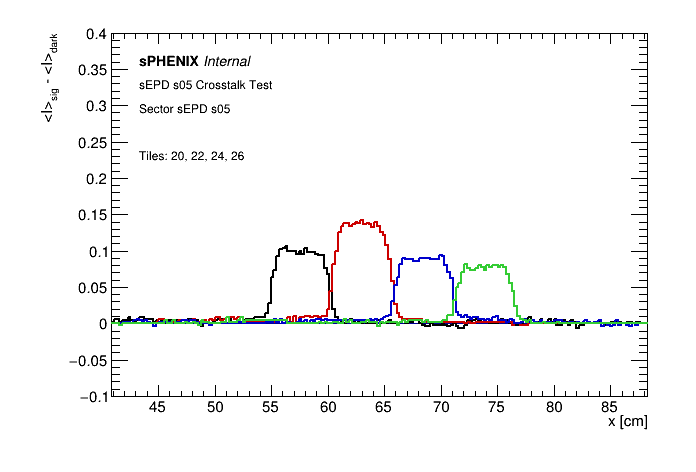 <I>sig - <I>dark
0.4
0.35
0.3
0.25
0.2
0.15
0.1
0.05
0
−0.05
−0.1
sPHENIX Internal
sEPD s05 Crosstalk Test
Sector sEPD s05
Tiles: 20, 22, 24, 26
45 50 55 60 65 70 75 80 85
x [cm]